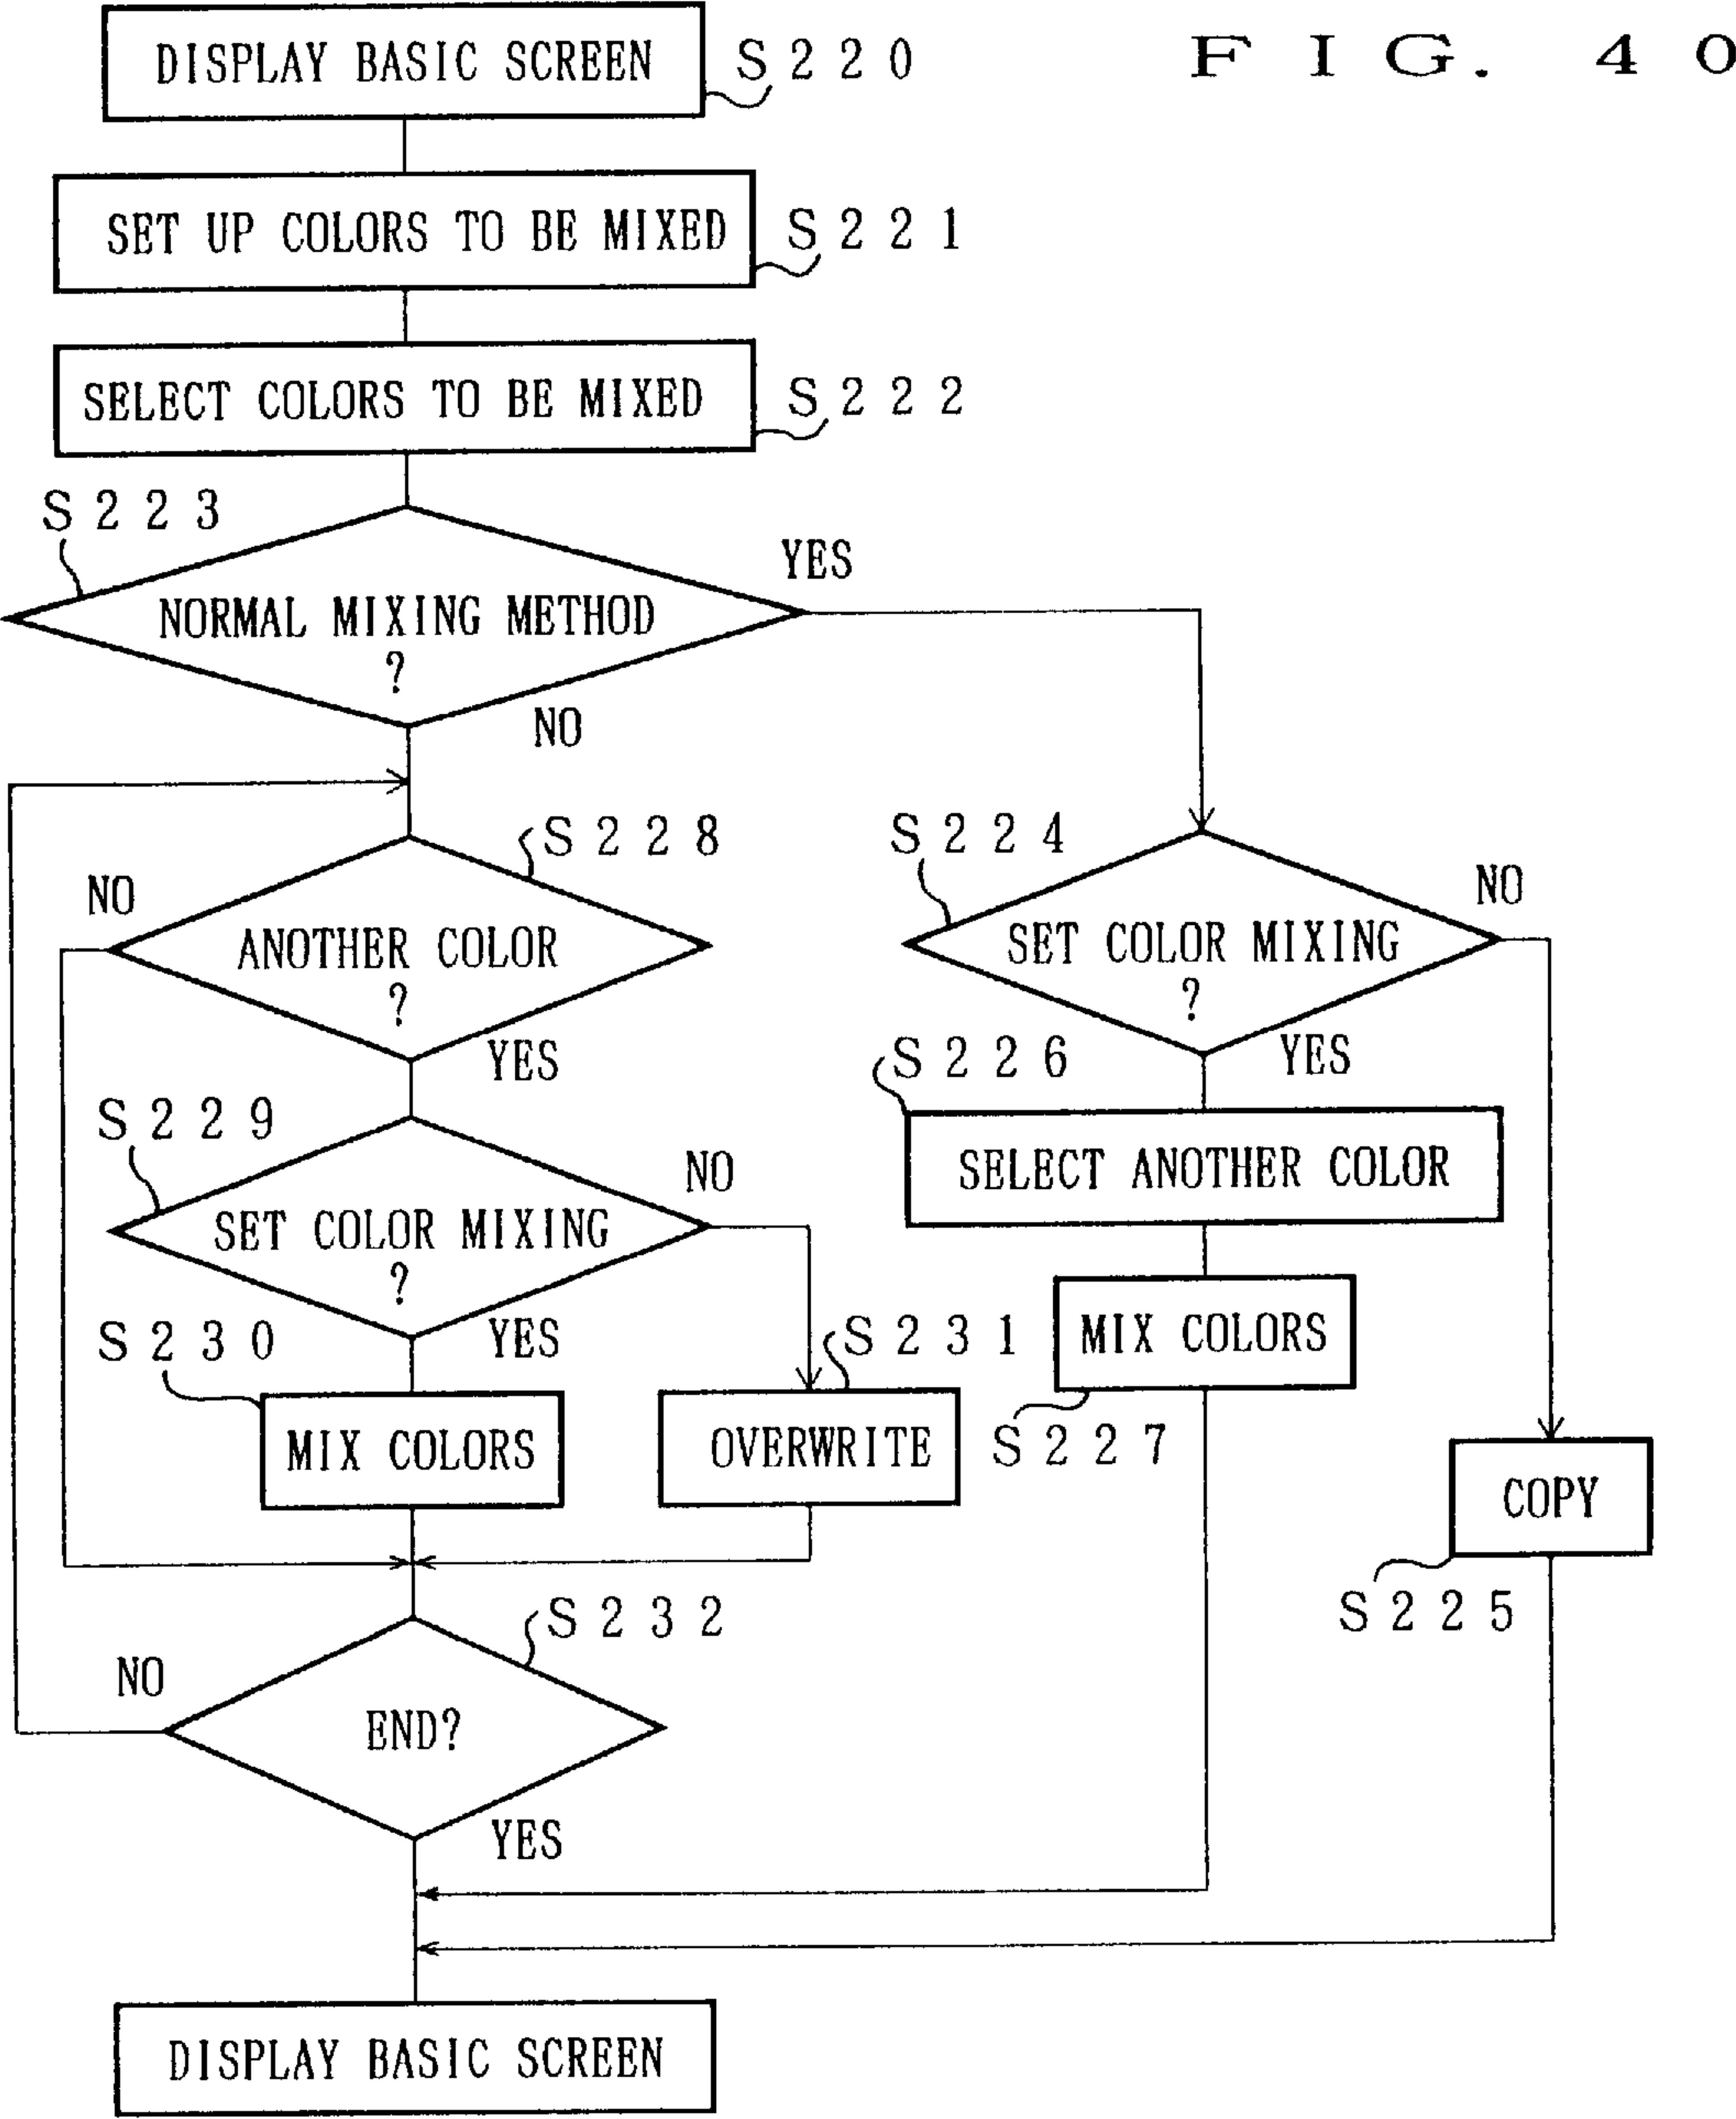 FIG. 40
DISPLAY BASIC SCREEN
S220
SET UP COLORS TO BE MIXED
S221
SELECT COLORS TO BE MIXED
S222
S223
YES
NORMAL MIXING METHOD
?
NO
S228
S224
NO
NO
ANOTHER COLOR
?
SET COLOR MIXING
?
YES
S226
YES
S229
NO
SELECT ANOTHER COLOR
SET COLOR MIXING
?
S230
YES
S231
MIX COLORS
MIX COLORS
OVERWRITE
S227
COPY
S225
S232
NO
END?
YES
DISPLAY BASIC SCREEN